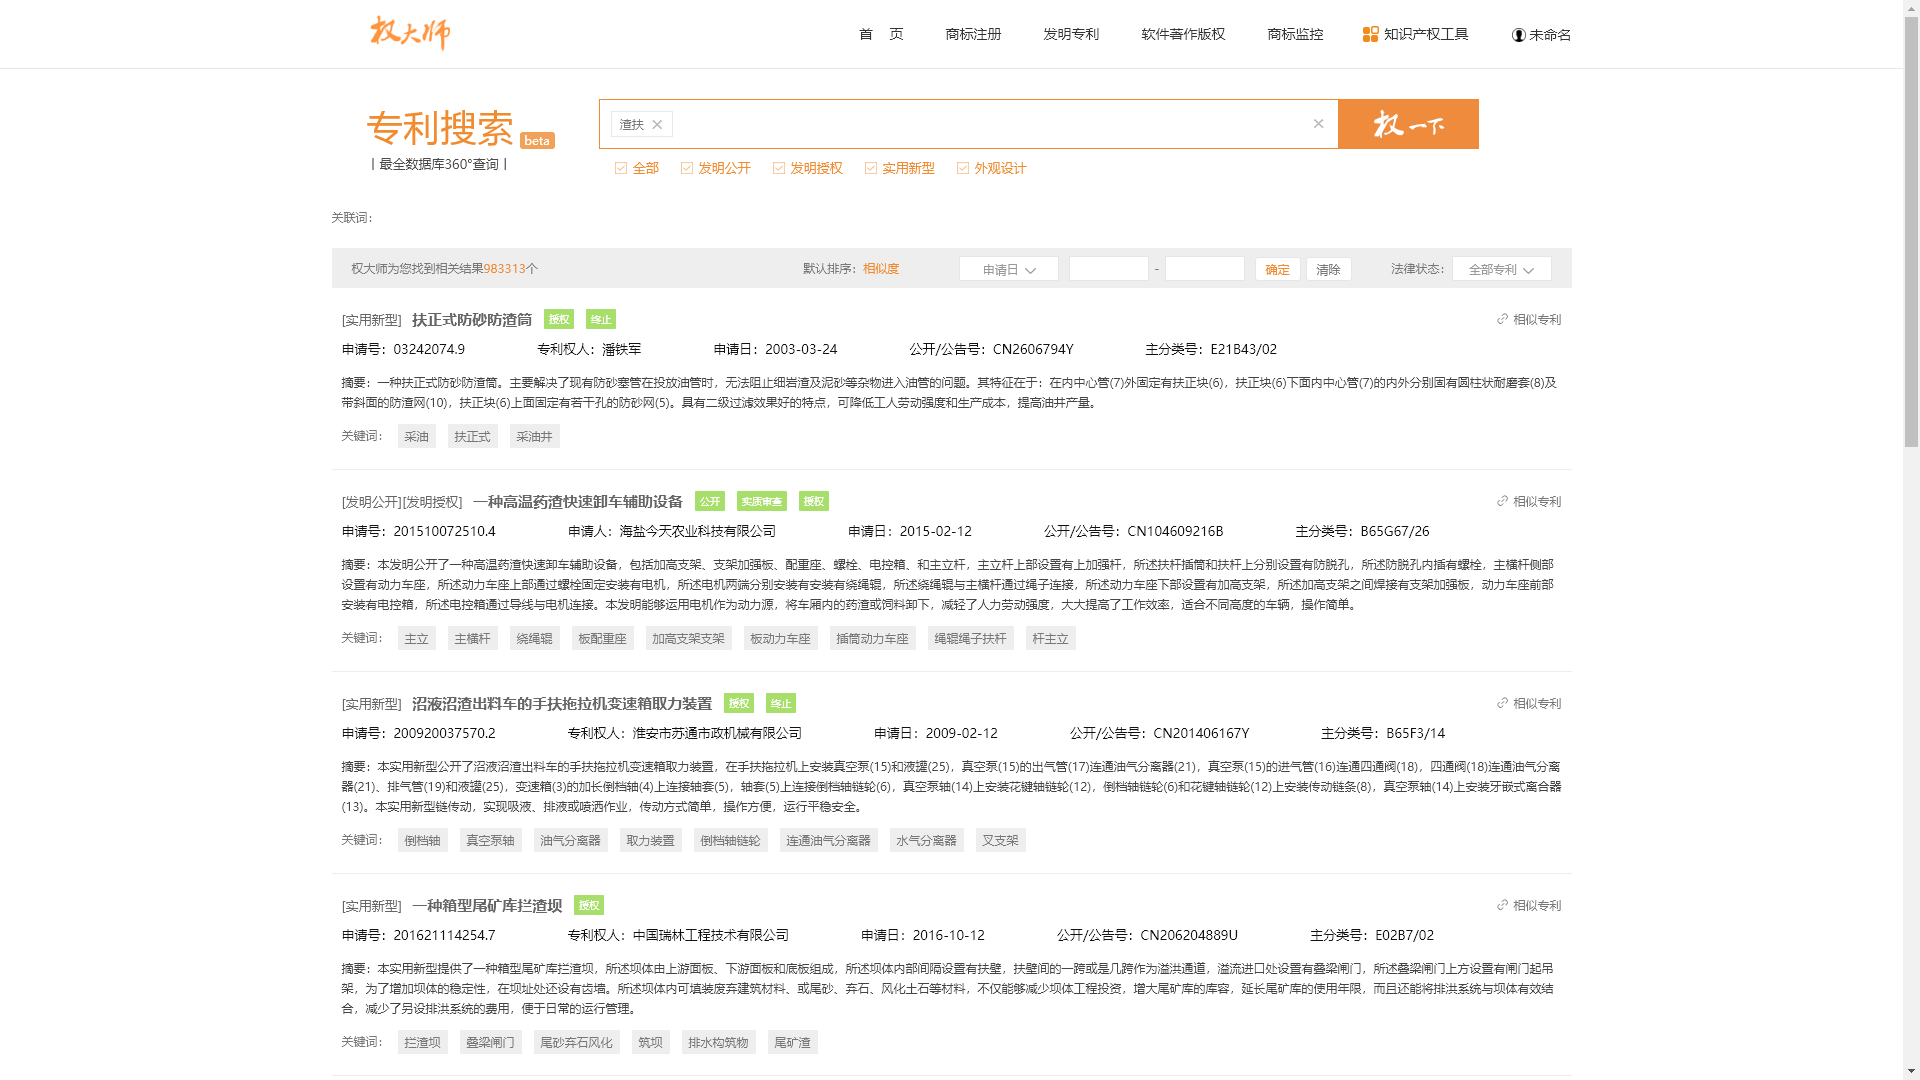 权大师
首 页 商标注册 发明专利 软件著作版权 商标监控 知识产权工具 未命名
专利搜索 beta
|最全数据库360°查询|
渣扶 × × 权一下
全部 发明公开 发明授权 实用新型 外观设计
关联词：
权大师为您找到相关结果983313个 默认排序：相似度 申请日 - 确定 清除 法律状态： 全部专利
[实用新型] 扶正式防砂防渣筒 授权 终止 相似专利
申请号：03242074.9 专利权人：潘铁军 申请日：2003-03-24 公开/公告号：CN2606794Y 主分类号：E21B43/02
摘要：一种扶正式防砂防渣筒。主要解决了现有防砂塞管在投放油管时，无法阻止细岩渣及泥砂等杂物进入油管的问题。其特征在于：在内中心管(7)外固定有扶正块(6)，扶正块(6)下面内中心管(7)的内外分别固有圆柱状耐磨套(8)及
带斜面的防渣网(10)，扶正块(6)上面固定有若干孔的防砂网(5)。具有二级过滤效果好的特点，可降低工人劳动强度和生产成本，提高油井产量。
关键词： 采油 扶正式 采油井
[发明公开][发明授权] 一种高温药渣快速卸车辅助设备 公开 实质审查 授权 相似专利
申请号：201510072510.4 申请人：海盐今天农业科技有限公司 申请日：2015-02-12 公开/公告号：CN104609216B 主分类号：B65G67/26
摘要：本发明公开了一种高温药渣快速卸车辅助设备，包括加高支架、支架加强板、配重座、螺栓、电控箱、和主立杆，主立杆上部设置有上加强杆，所述扶杆插筒和扶杆上分别设置有防脱孔，所述防脱孔内插有螺栓，主横杆侧部
设置有动力车座，所述动力车座上部通过螺栓固定安装有电机，所述电机两端分别安装有安装有绕绳辊，所述绕绳辊与主横杆通过绳子连接，所述动力车座下部设置有加高支架，所述加高支架之间焊接有支架加强板，动力车座前部
安装有电控箱，所述电控箱通过导线与电机连接。本发明能够运用电机作为动力源，将车厢内的药渣或饲料卸下，减轻了人力劳动强度，大大提高了工作效率，适合不同高度的车辆，操作简单。
关键词： 主立 主横杆 绕绳辊 板配重座 加高支架支架 板动力车座 插筒动力车座 绳辊绳子扶杆 杆主立
[实用新型] 沼液沼渣出料车的手扶拖拉机变速箱取力装置 授权 终止 相似专利
申请号：200920037570.2 专利权人：淮安市苏通市政机械有限公司 申请日：2009-02-12 公开/公告号：CN201406167Y 主分类号：B65F3/14
摘要：本实用新型公开了沼液沼渣出料车的手扶拖拉机变速箱取力装置，在手扶拖拉机上安装真空泵(15)和液罐(25)，真空泵(15)的出气管(17)连通油气分离器(21)，真空泵(15)的进气管(16)连通四通阀(18)，四通阀(18)连通油气分离
器(21)、排气管(19)和液罐(25)，变速箱(3)的加长倒档轴(4)上连接轴套(5)，轴套(5)上连接倒档轴链轮(6)，真空泵轴(14)上安装花键轴链轮(12)，倒档轴链轮(6)和花键轴链轮(12)上安装传动链条(8)，真空泵轴(14)上安装牙嵌式离合器
(13)。本实用新型链传动，实现吸液、排液或喷洒作业，传动方式简单，操作方便，运行平稳安全。
关键词： 倒档轴 真空泵轴 油气分离器 取力装置 倒档轴链轮 连通油气分离器 水气分离器 叉支架
[实用新型] 一种箱型尾矿库拦渣坝 授权 相似专利
申请号：201621114254.7 专利权人：中国瑞林工程技术有限公司 申请日：2016-10-12 公开/公告号：CN206204889U 主分类号：E02B7/02
摘要：本实用新型提供了一种箱型尾矿库拦渣坝，所述坝体由上游面板、下游面板和底板组成，所述坝体内部间隔设置有扶壁，扶壁间的一跨或是几跨作为溢洪通道，溢流进口处设置有叠梁闸门，所述叠梁闸门上方设置有闸门起吊
架，为了增加坝体的稳定性，在坝址处还设有齿墙。所述坝体内可填装废弃建筑材料、或尾砂、弃石、风化土石等材料，不仅能够减少坝体工程投资，增大尾矿库的库容，延长尾矿库的使用年限，而且还能将排洪系统与坝体有效结
合，减少了另设排洪系统的费用，便于日常的运行管理。
关键词： 拦渣坝 叠梁闸门 尾砂弃石风化 筑坝 排水构筑物 尾矿渣